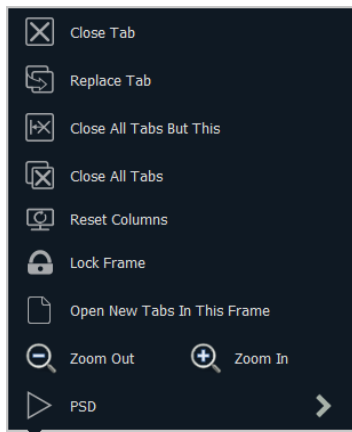 Close Tab
Replace Tab
Close All Tabs But This
Close All Tabs
Reset Columns
Lock Frame
Open New Tabs In This Frame
Zoom Out Zoom In
PSD